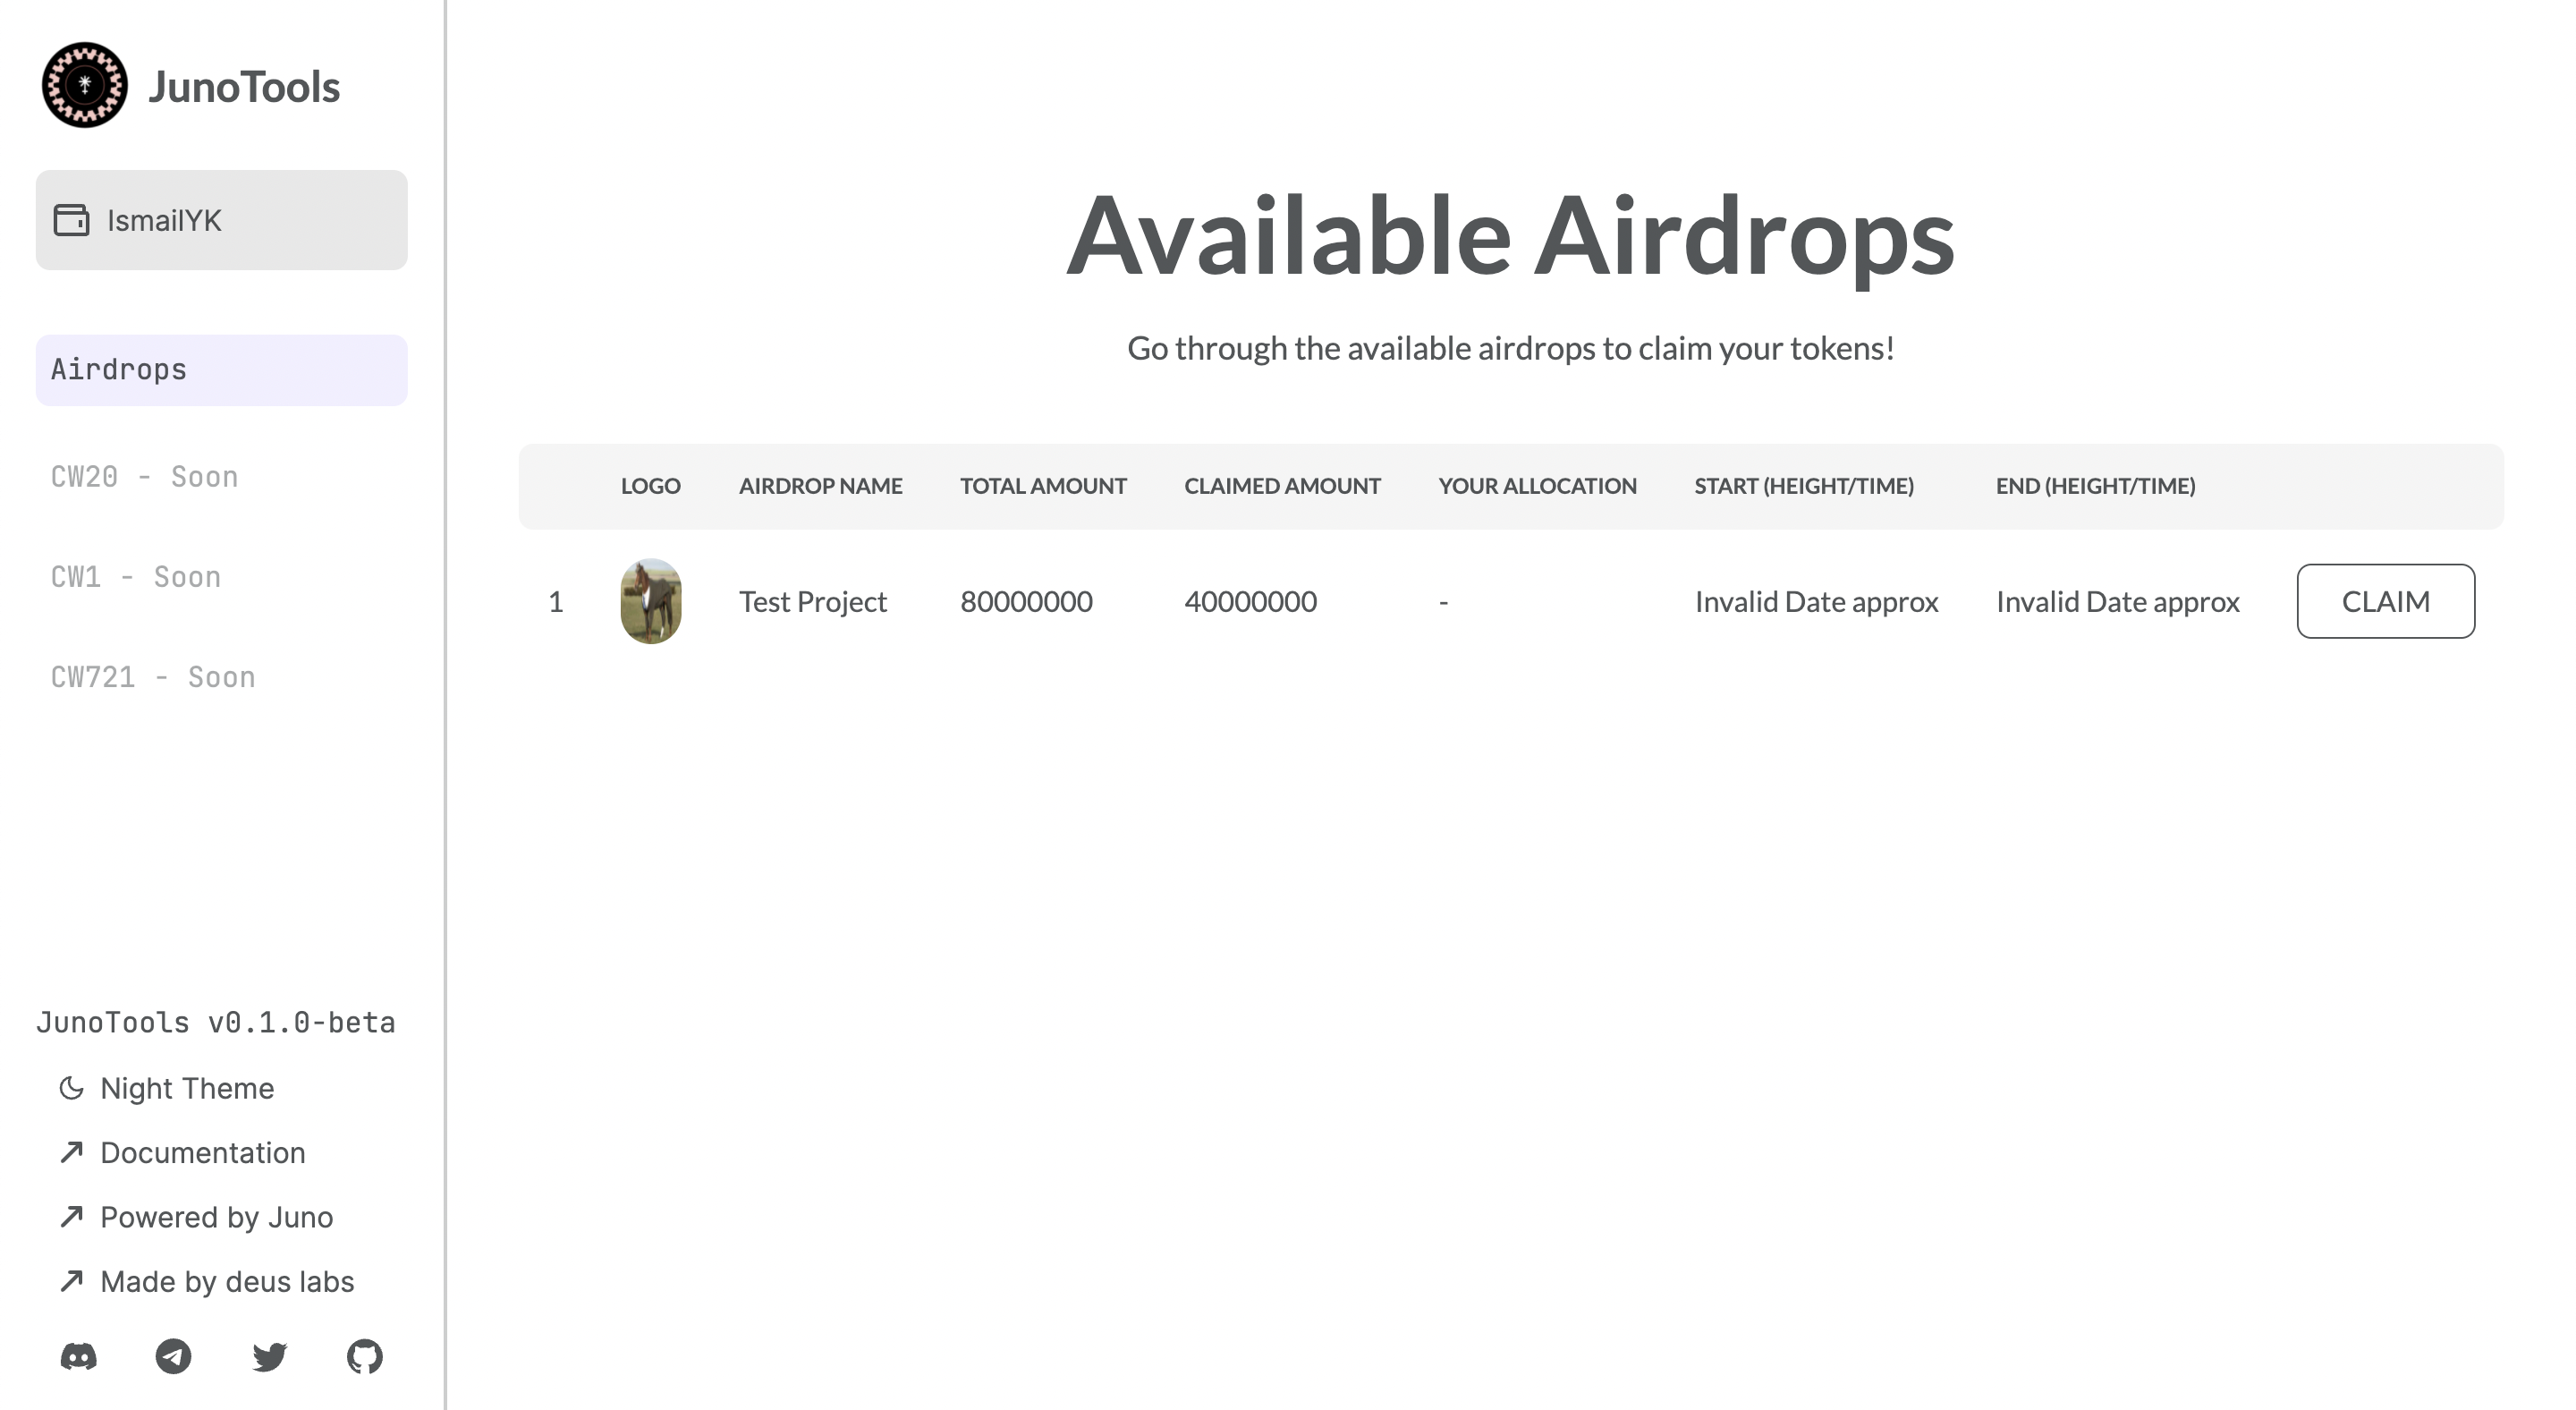 JunoTools
IsmailYK
Airdrops
CW20 - Soon
CW1 - Soon
CW721 - Soon
JunoTools v0.1.0-beta
Night Theme
Documentation
Powered by Juno
Made by deus labs
Available Airdrops
Go through the available airdrops to claim your tokens!
LOGO AIRDROP NAME TOTAL AMOUNT CLAIMED AMOUNT YOUR ALLOCATION START (HEIGHT/TIME) END (HEIGHT/TIME)
1 Test Project 80000000 40000000 - Invalid Date approx Invalid Date approx CLAIM